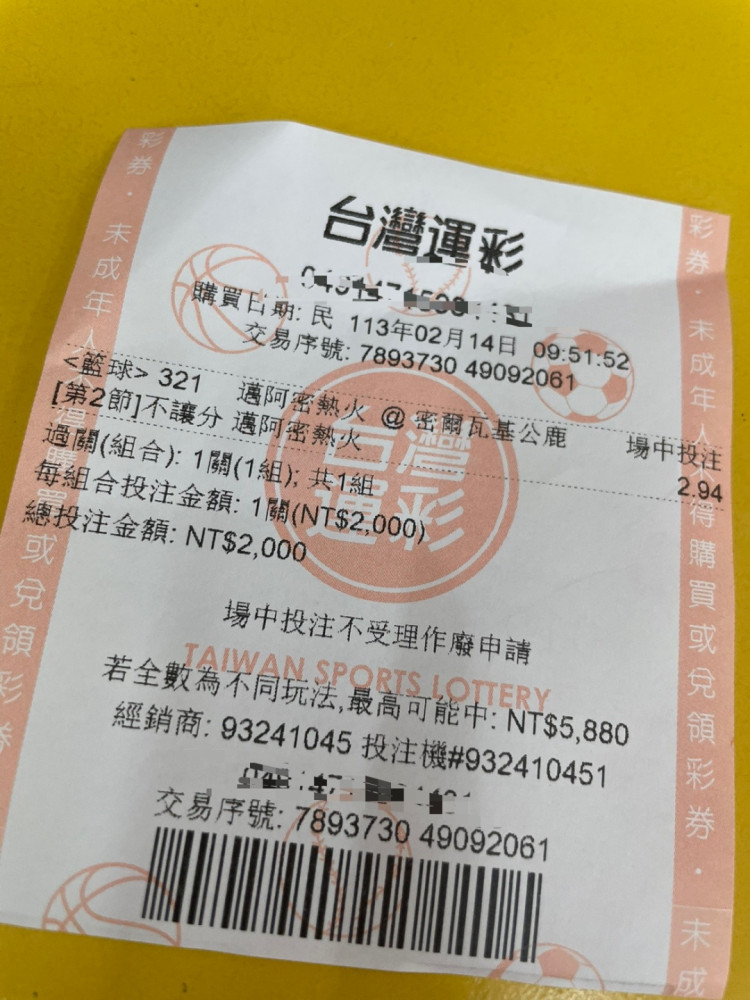 台灣運彩
購買日期: 民 113年02月14日 09:51:52
交易序號: 7893730 49092061
<籃球> 321 邁阿密熱火 @ 密爾瓦基公鹿 場中投注
[第2節]不讓分 邁阿密熱火 2.94
過關(組合): 1關(1組); 共1組
每組合投注金額: 1關(NT$2,000)
總投注金額: NT$2,000
台灣
運彩
場中投注不受理作廢申請
TAIWAN SPORTS LOTTERY
若全數為不同玩法,最高可能中: NT$5,880
經銷商: 93241045 投注機#932410451
交易序號: 7893730 49092061
彩券・未成年人不得購買或兌領彩券
彩券・未成年人不得購買或兌領彩券・未成